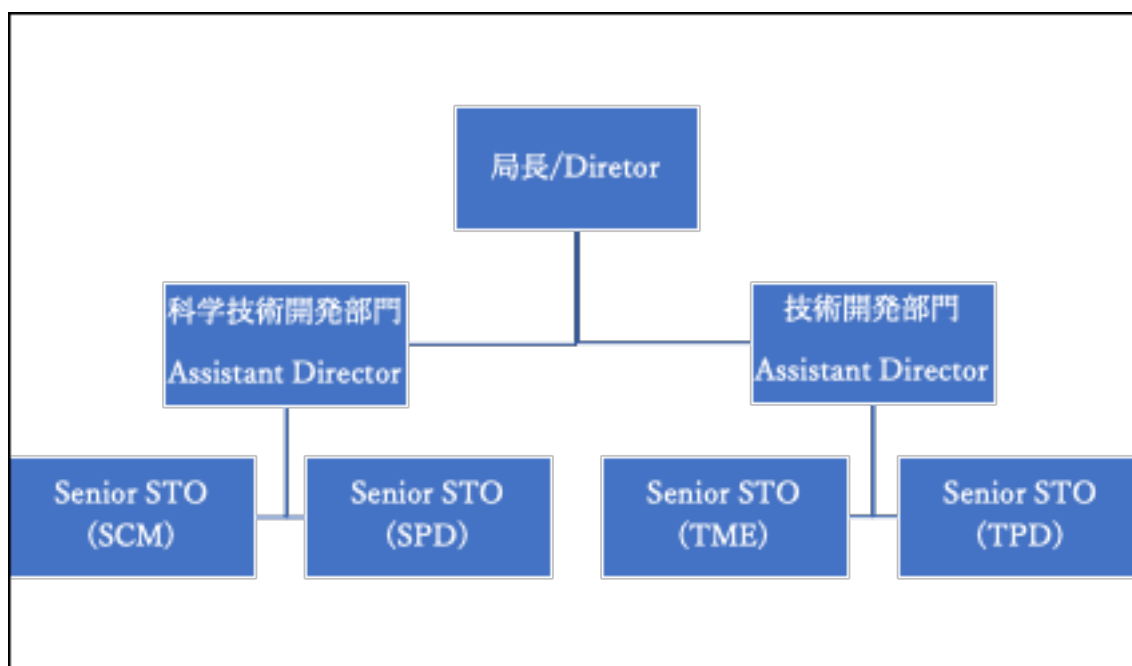 局長/Diretor
科学技術開発部門
Assistant Director
技術開発部門
Assistant Director
Senior STO
(SCM)
Senior STO
(SPD)
Senior STO
(TME)
Senior STO
(TPD)